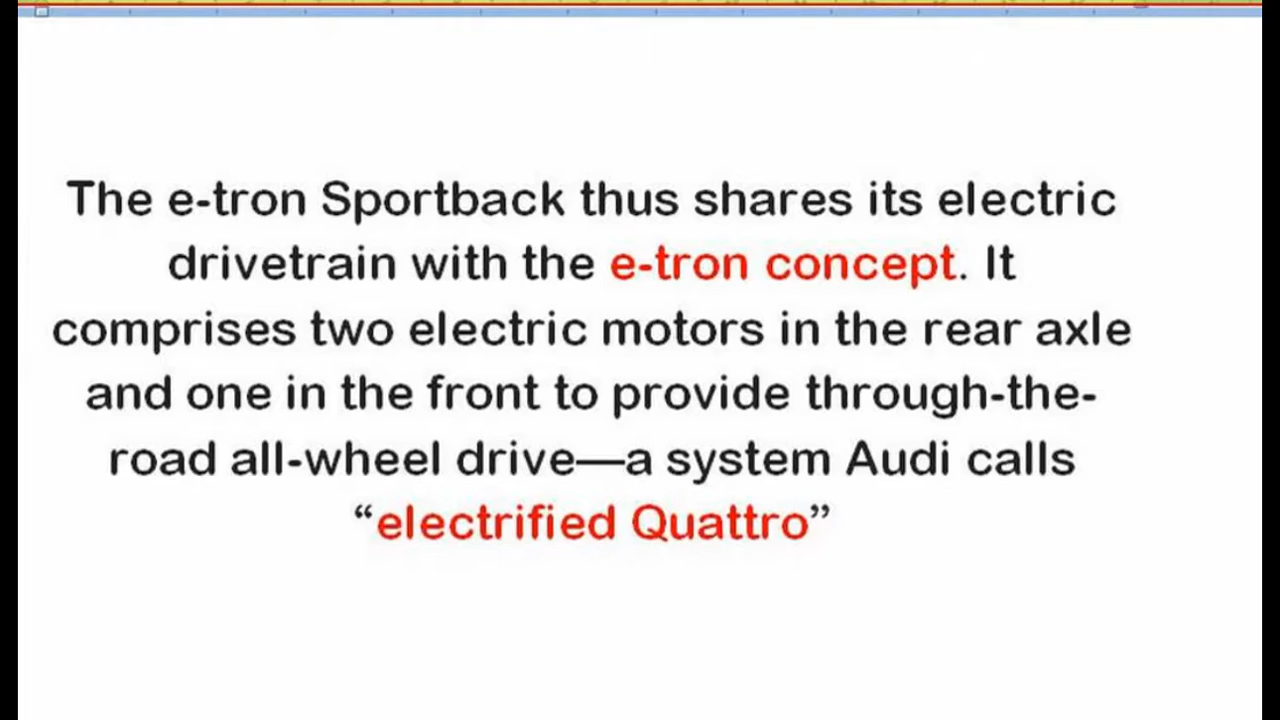 The e-tron Sportback thus shares its electric
drivetrain with the e-tron concept. It
comprises two electric motors in the rear axle
and one in the front to provide through-the-
road all-wheel drive—a system Audi calls
“electrified Quattro”